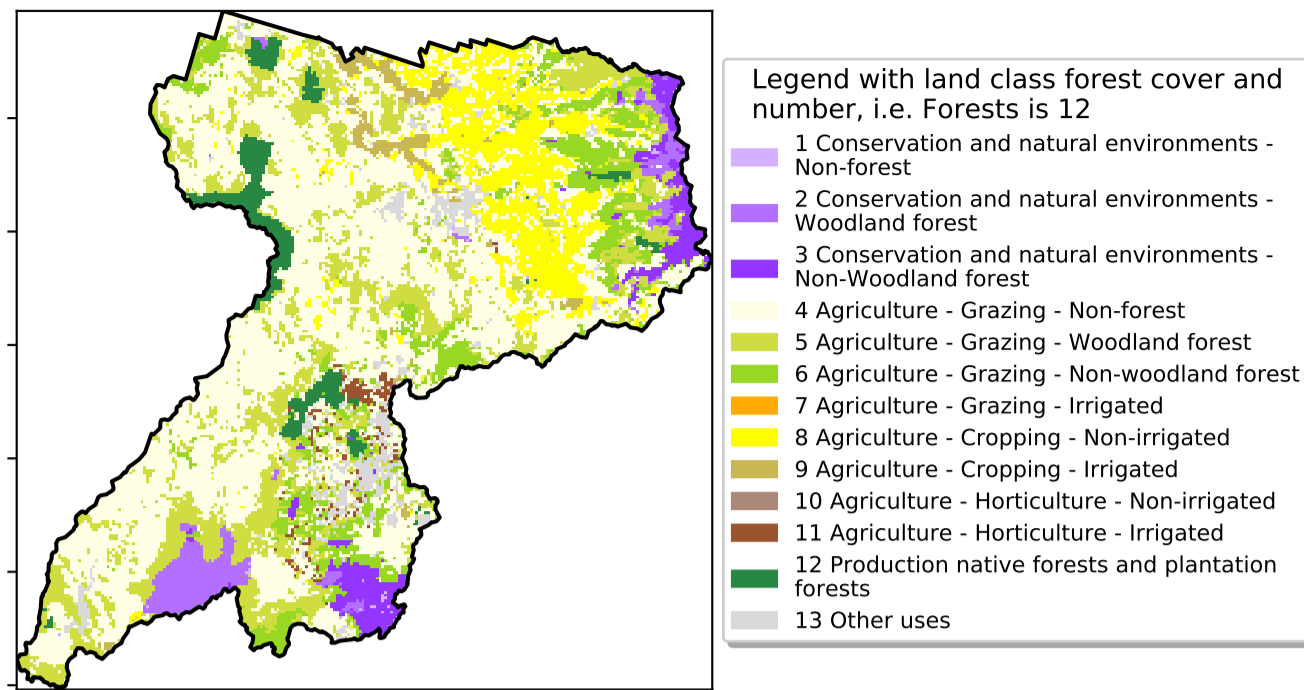 Legend with land class forest cover and
number, i.e. Forests is 12
1 Conservation and natural environments -
Non-forest
2 Conservation and natural environments -
Woodland forest
3 Conservation and natural environments -
Non-Woodland forest
4 Agriculture - Grazing - Non-forest
5 Agriculture - Grazing - Woodland forest
6 Agriculture - Grazing - Non-woodland forest
7 Agriculture - Grazing - Irrigated
8 Agriculture - Cropping - Non-irrigated
9 Agriculture - Cropping - Irrigated
10 Agriculture - Horticulture - Non-irrigated
11 Agriculture - Horticulture - Irrigated
12 Production native forests and plantation
forests
13 Other uses